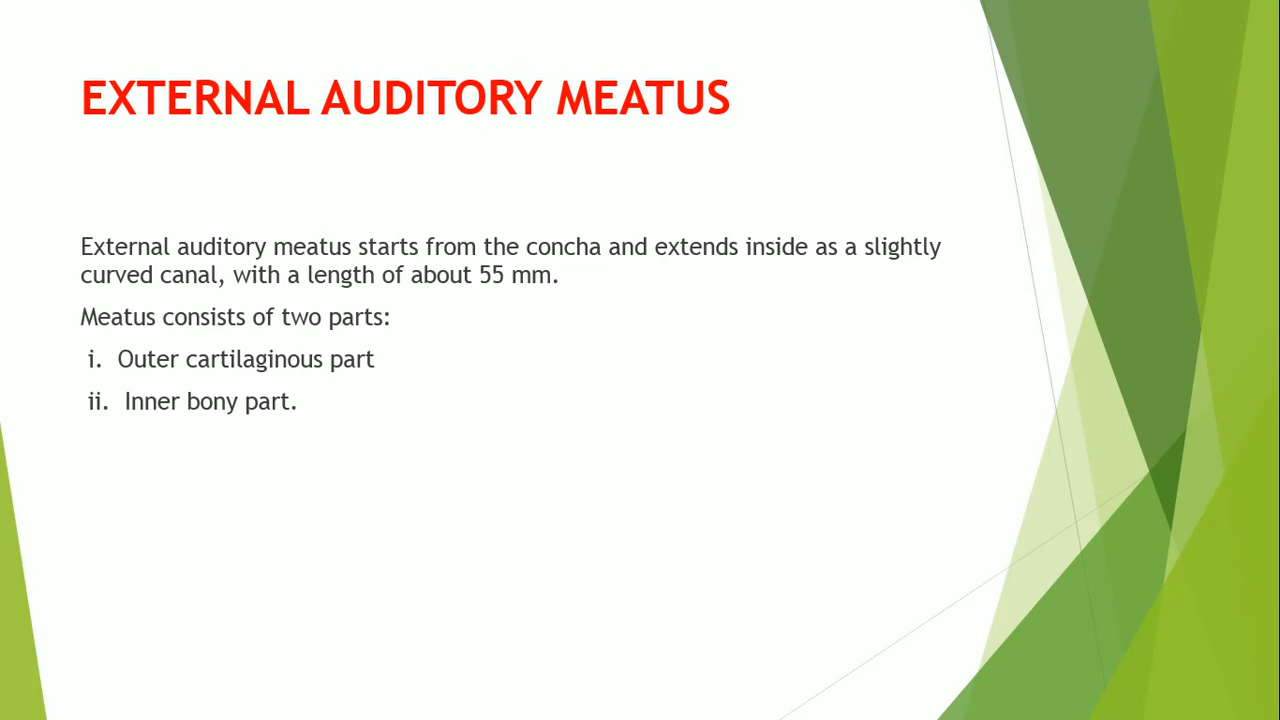 EXTERNAL AUDITORY MEATUS
External auditory meatus starts from the concha and extends inside as a slightly
curved canal, with a length of about 55 mm.
Meatus consists of two parts:
i. Outer cartilaginous part
ii. Inner bony part.